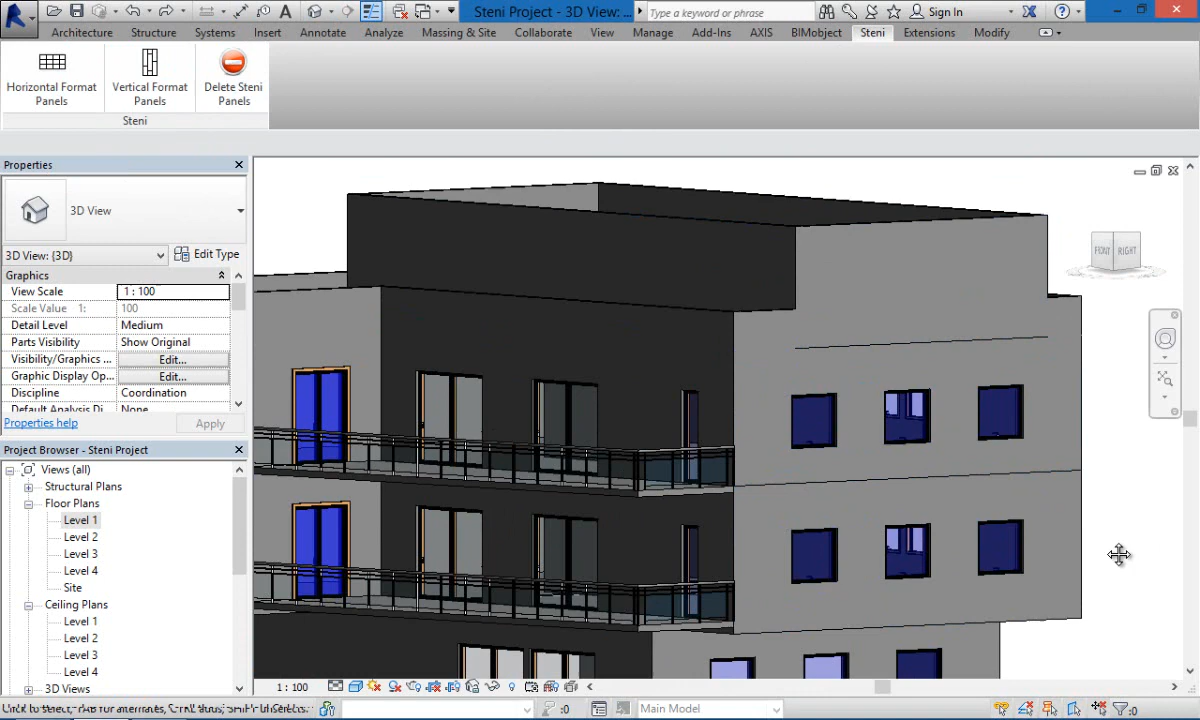 Steni Project - 3D View: ... Type a keyword or phrase Sign In
Architecture Structure Systems Insert Annotate Analyze Massing & Site Collaborate View Manage Add-Ins AXIS BIMobject Steni Extensions Modify
Horizontal Format Vertical Format Delete Steni
Panels Panels Panels
Steni
Properties
3D View
3D View: {3D} Edit Type
Graphics
View Scale 1 : 100
Scale Value 1: 100
Detail Level Medium
Parts Visibility Show Original
Visibility/Graphics ... Edit...
Graphic Display Op... Edit...
Discipline Coordination
Default Analysis Di None
Properties help Apply
FRONT RIGHT
Project Browser - Steni Project
Views (all)
Structural Plans
Floor Plans
Level 1
Level 2
Level 3
Level 4
Site
Ceiling Plans
Level 1
Level 2
Level 3
Level 4
3D Views
1 : 100
:0 Main Model :0